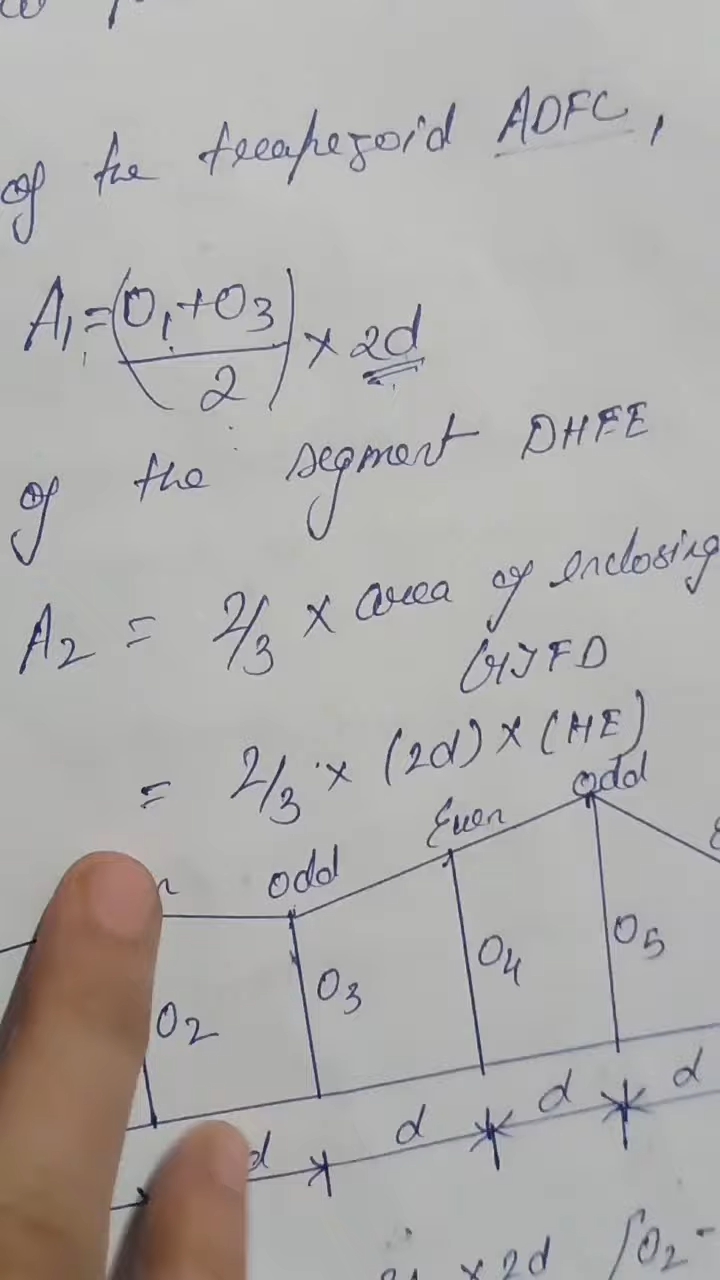 of the trapezoid ADFC,
A1 = (O1+O3 / 2) × 2d
of the segment DHFE
A2 = 2/3 × area of enclosing
GIFD
= 2/3 × (2d) × (HE)
odd Even odd
O2 O3 O4 O5
d d d d
× 2d [O2 -